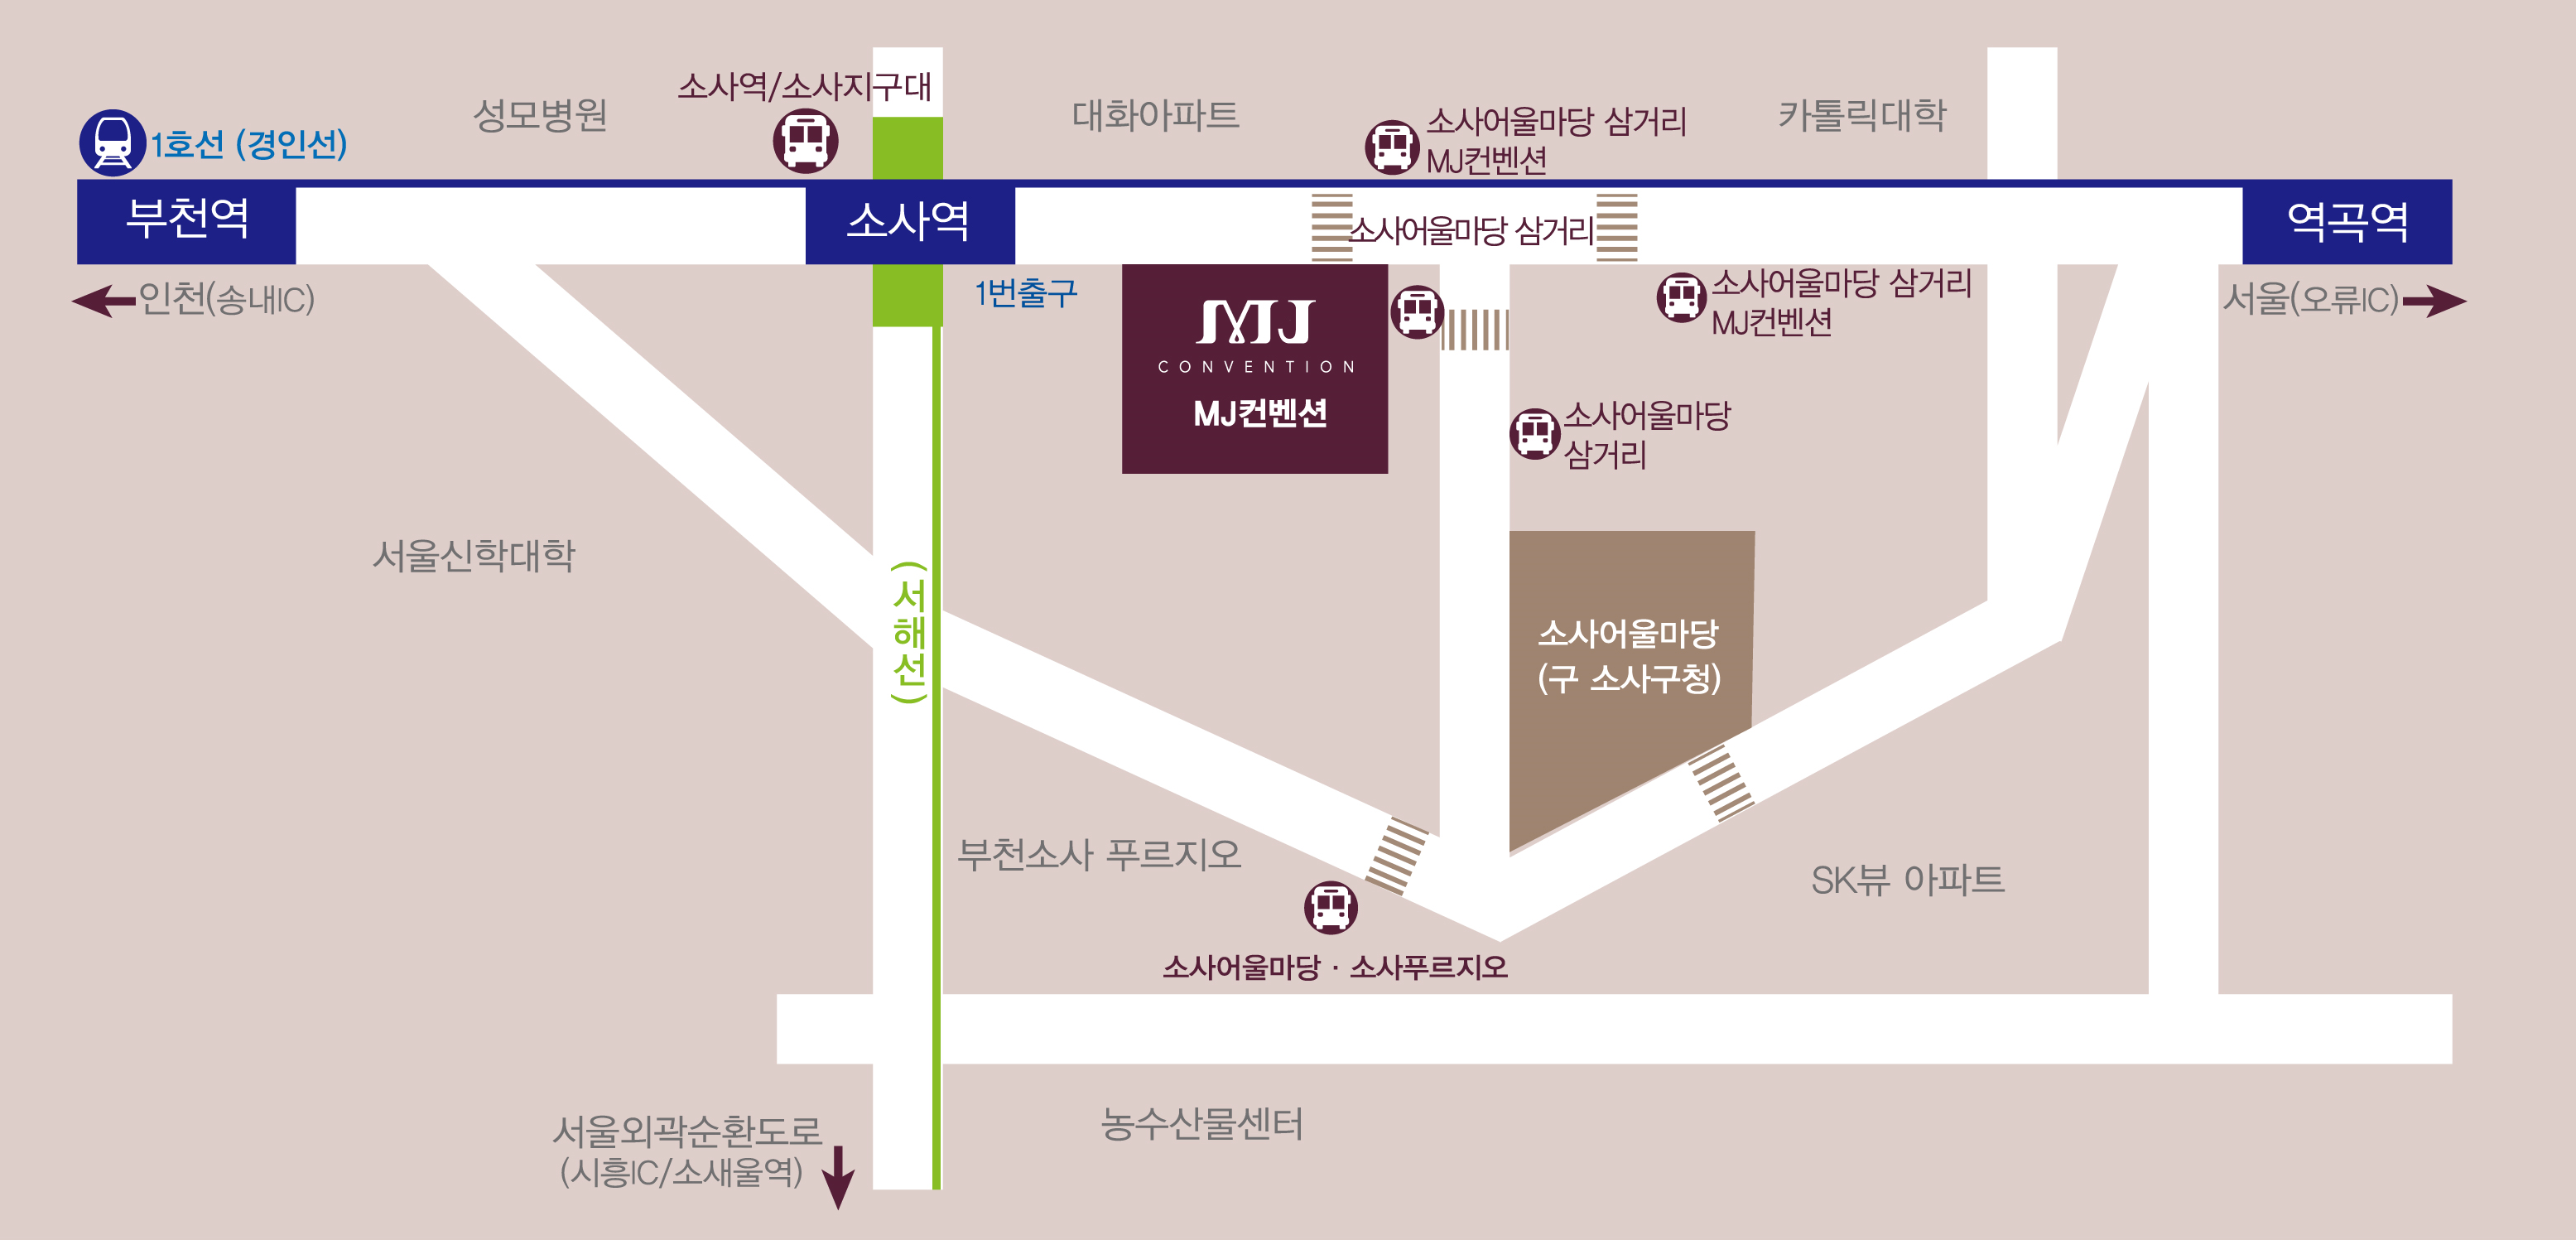 소사역/소사지구대
성모병원
대화아파트
소사어울마당 삼거리
MJ컨벤션
카톨릭대학
1호선 (경인선)
부천역
소사역
소사어울마당 삼거리
역곡역
인천(송내IC)
1번출구
소사어울마당 삼거리
MJ컨벤션
서울(오류IC)
MJ
CONVENTION
MJ컨벤션
소사어울마당
삼거리
서울신학대학
(서해선)
소사어울마당
(구 소사구청)
부천소사 푸르지오
SK뷰 아파트
소사어울마당 · 소사푸르지오
서울외곽순환도로
(시흥IC/소새울역)
농수산물센터